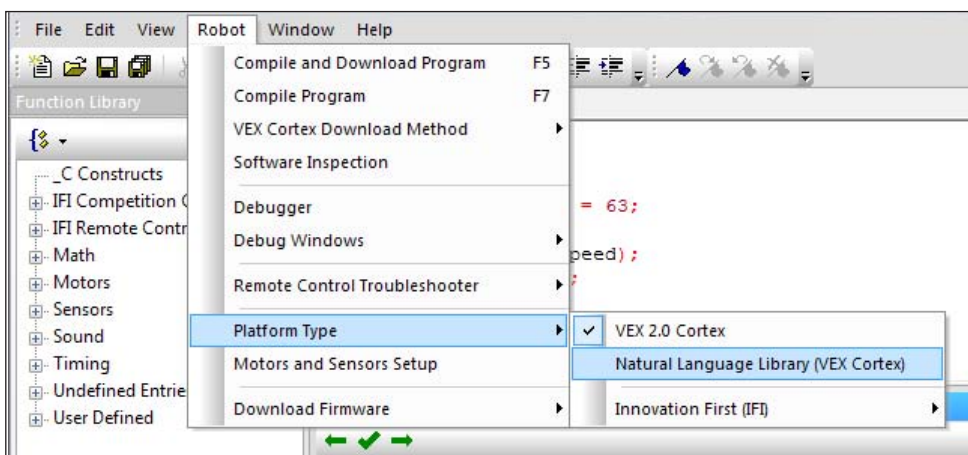 File Edit View Robot Window Help
Function Library
_C Constructs
IFI Competition
IFI Remote Contr
Math
Motors
Sensors
Sound
Timing
Undefined Entrie
User Defined
Compile and Download Program F5
Compile Program F7
VEX Cortex Download Method
Software Inspection
Debugger
Debug Windows
Remote Control Troubleshooter
Platform Type
Motors and Sensors Setup
Download Firmware
VEX 2.0 Cortex
Natural Language Library (VEX Cortex)
Innovation First (IFI)
= 63;
peed);
;